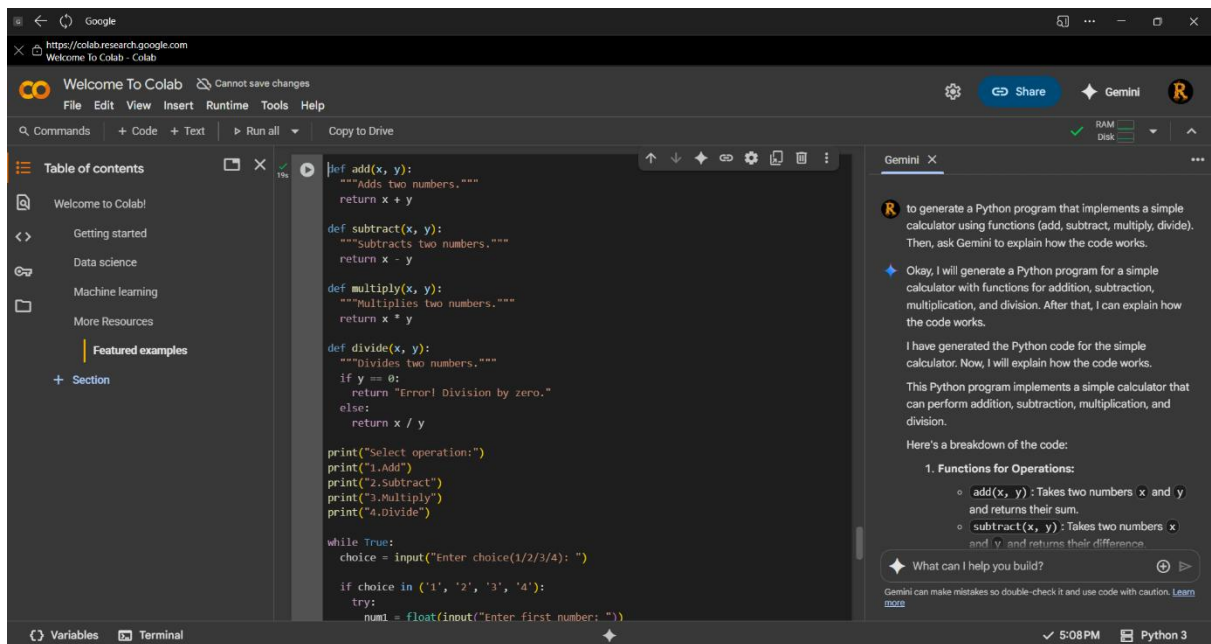 Google
https://colab.research.google.com
Welcome To Colab - Colab
Welcome To Colab Cannot save changes
File Edit View Insert Runtime Tools Help
Share
Gemini
R
Commands + Code + Text Run all Copy to Drive
RAM
Disk
Table of contents
Welcome to Colab!
Getting started
Data science
Machine learning
More Resources
Featured examples
+ Section
19s
def add(x, y):
"""Adds two numbers."""
return x + y
def subtract(x, y):
"""Subtracts two numbers."""
return x - y
def multiply(x, y):
"""Multiplies two numbers."""
return x * y
def divide(x, y):
"""Divides two numbers."""
if y == 0:
return "Error! Division by zero."
else:
return x / y
print("Select operation:")
print("1.Add")
print("2.Subtract")
print("3.Multiply")
print("4.Divide")
while True:
choice = input("Enter choice(1/2/3/4): ")
if choice in ('1', '2', '3', '4'):
try:
num1 = float(input("Enter first number: "))
Gemini
R
to generate a Python program that implements a simple
calculator using functions (add, subtract, multiply, divide).
Then, ask Gemini to explain how the code works.
Okay, I will generate a Python program for a simple
calculator with functions for addition, subtraction,
multiplication, and division. After that, I can explain how
the code works.
I have generated the Python code for the simple
calculator. Now, I will explain how the code works.
This Python program implements a simple calculator that
can perform addition, subtraction, multiplication, and
division.
Here's a breakdown of the code:
1. Functions for Operations:
add(x, y) : Takes two numbers x and y
and returns their sum.
subtract(x, y) : Takes two numbers x
and y and returns their difference.
What can I help you build?
Gemini can make mistakes so double-check it and use code with caution. Learn
more
{} Variables Terminal
5:08 PM Python 3